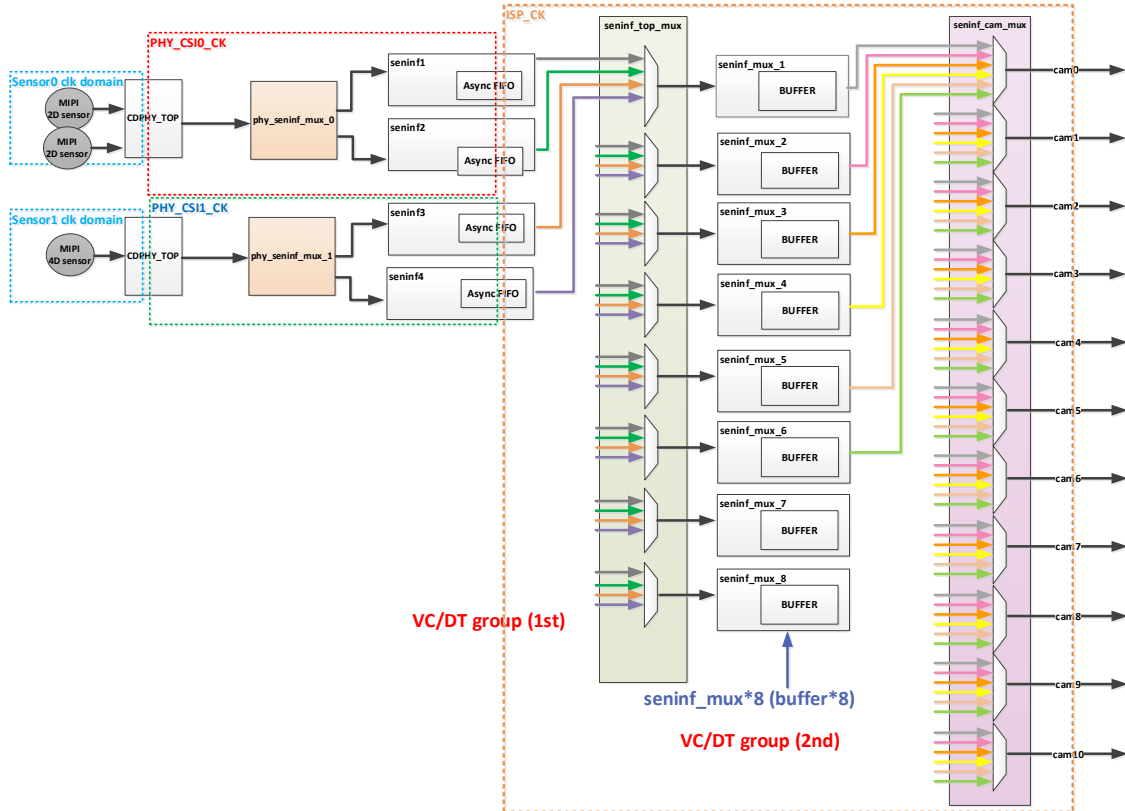 ISP_CK
seninf_top_mux
seninf_cam_mux
PHY_CSI0_CK
Sensor0 clk domain
MIPI
2D sensor
MIPI
2D sensor
CDPHY_TOP
phy_seninf_mux_0
seninf1
Async FIFO
seninf2
Async FIFO
PHY_CSI1_CK
Sensor1 clk domain
MIPI
4D sensor
CDPHY_TOP
phy_seninf_mux_1
seninf3
Async FIFO
seninf4
Async FIFO
seninf_mux_1
BUFFER
seninf_mux_2
BUFFER
seninf_mux_3
BUFFER
seninf_mux_4
BUFFER
seninf_mux_5
BUFFER
seninf_mux_6
BUFFER
seninf_mux_7
BUFFER
seninf_mux_8
BUFFER
cam0
cam1
cam2
cam3
cam4
cam5
cam6
cam7
cam8
cam9
cam10
VC/DT group (1st)
seninf_mux*8 (buffer*8)
VC/DT group (2nd)